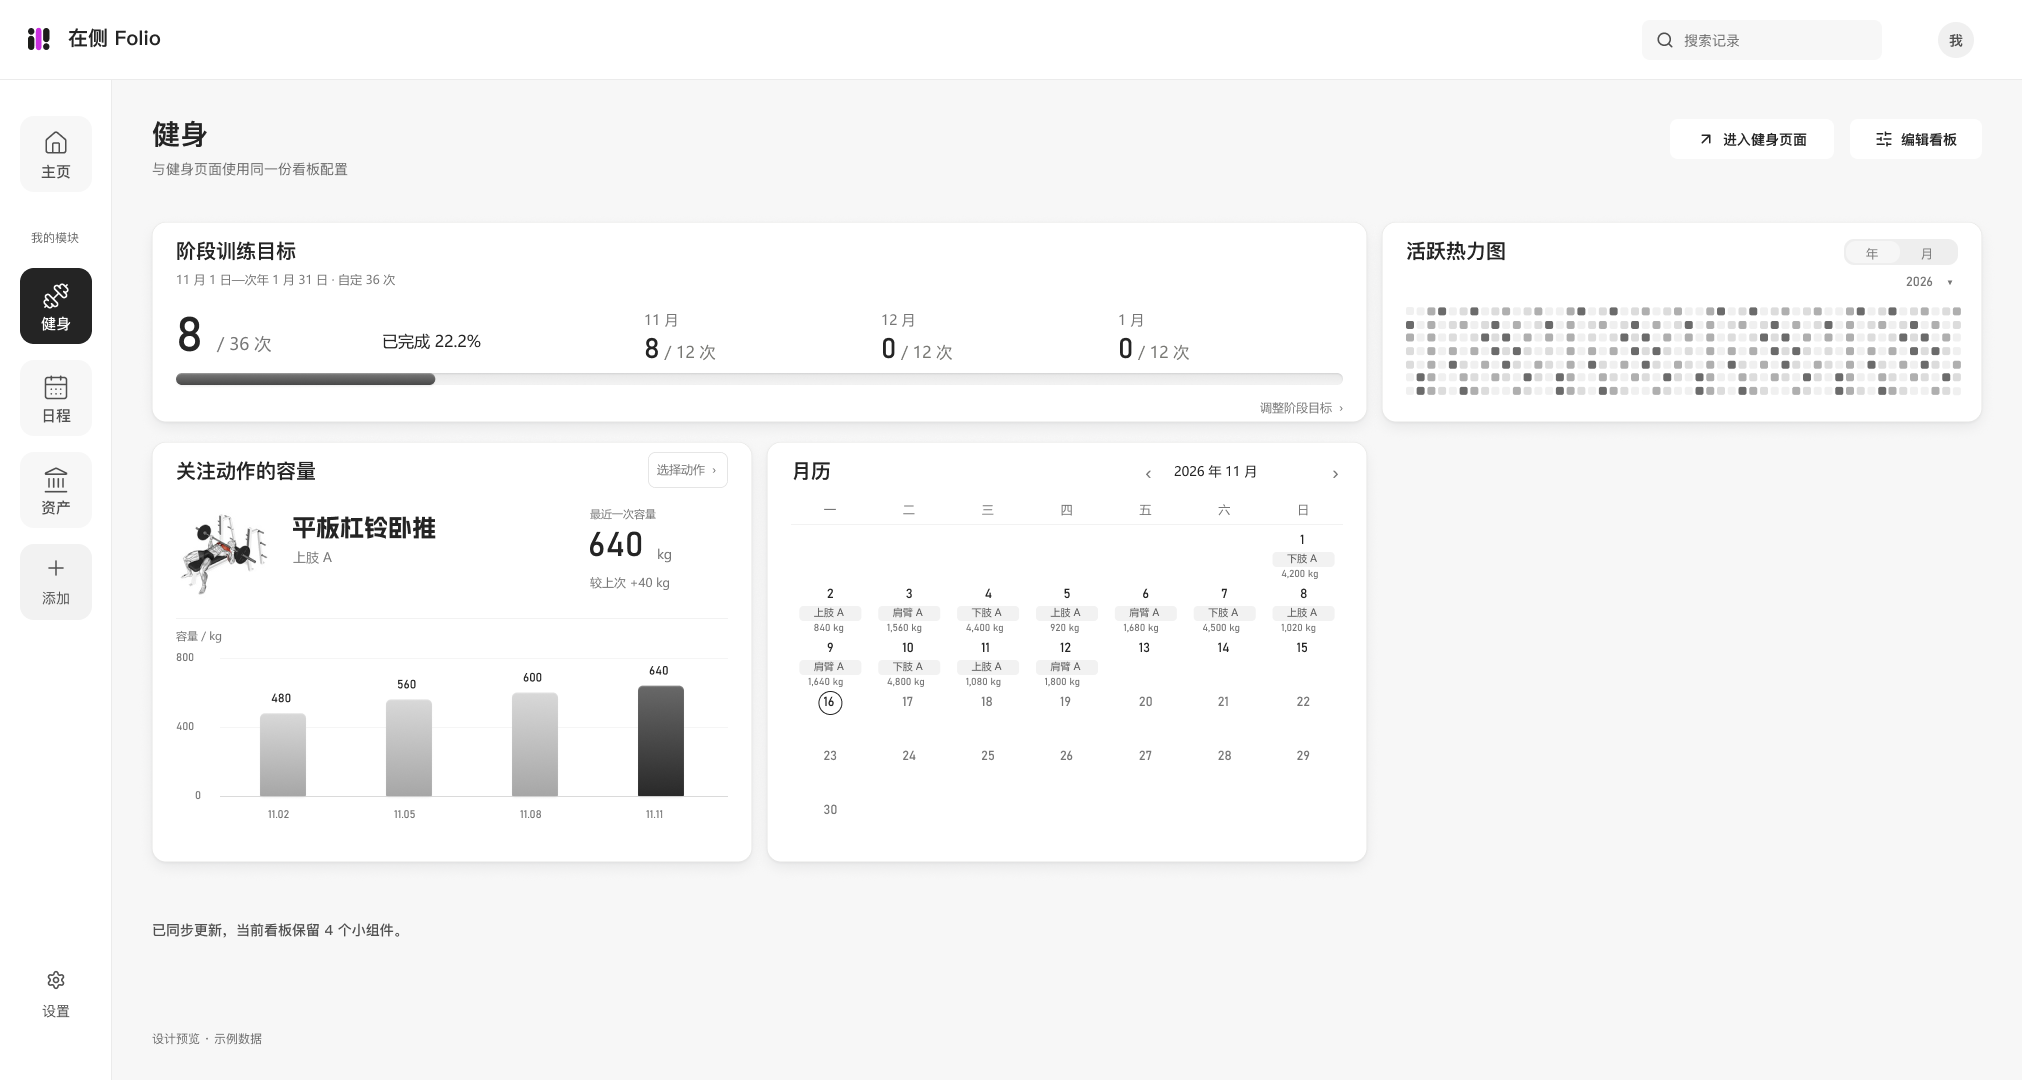 在侧 Folio
搜索记录
我
主页
我的模块
健身
日程
资产
添加
设置
健身
与健身页面使用同一份看板配置
进入健身页面
编辑看板
阶段训练目标
11 月 1 日—次年 1 月 31 日 · 自定 36 次
8 / 36 次
已完成 22.2%
11 月
8 / 12 次
12 月
0 / 12 次
1 月
0 / 12 次
调整阶段目标 ›
活跃热力图
年 月
2026 ▾
关注动作的容量
选择动作 ›
平板杠铃卧推
上肢 A
最近一次容量
640 kg
较上次 +40 kg
容量 / kg
800
400
0
480
560
600
640
11.02 11.05 11.08 11.11
月历
‹ 2026 年 11 月 ›
一 二 三 四 五 六 日
1
下肢 A
4,200 kg
2 3 4 5 6 7 8
上肢 A 肩臂 A 下肢 A 上肢 A 肩臂 A 下肢 A 上肢 A
840 kg 1,560 kg 4,400 kg 920 kg 1,680 kg 4,500 kg 1,020 kg
9 10 11 12 13 14 15
肩臂 A 下肢 A 上肢 A 肩臂 A
1,640 kg 4,800 kg 1,080 kg 1,800 kg
16 17 18 19 20 21 22
23 24 25 26 27 28 29
30
已同步更新，当前看板保留 4 个小组件。
设计预览 · 示例数据